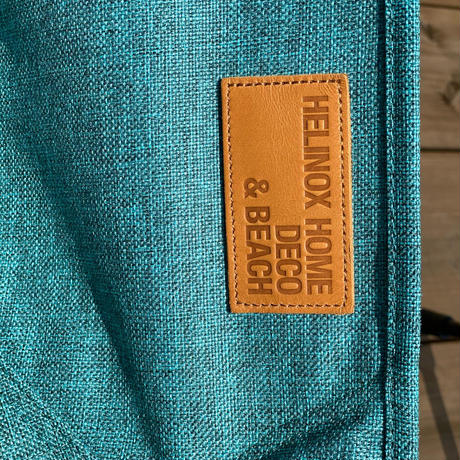 HELINOX HOME
DECO
& BEACH